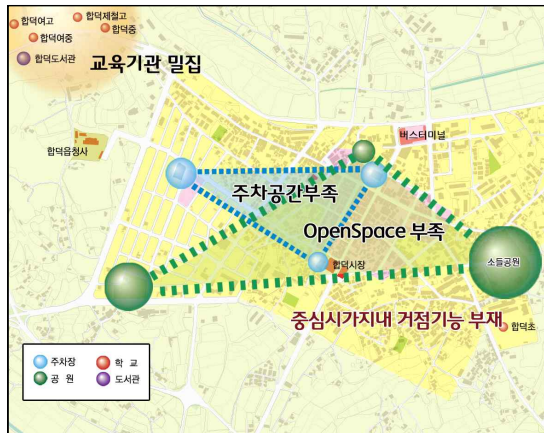 합덕여고
합덕제철고
합덕여중
합덕중
합덕도서관
교육기관 밀집
합덕읍청사
버스터미널
주차공간부족
OpenSpace 부족
합덕시장
소들공원
중심시가지내 거점기능 부재
합덕초
주차장
학 교
공 원
도서관